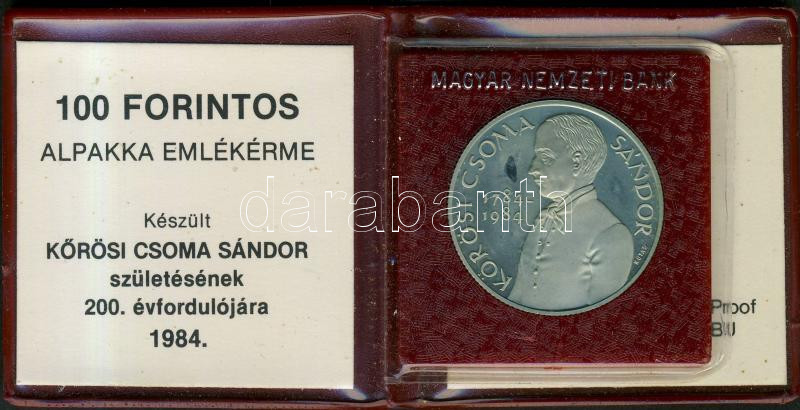 100 FORINTOS
ALPAKKA EMLÉKÉRME
Készült
KŐRÖSI CSOMA SÁNDOR
születésének
200. évfordulójára
1984.
MAGYAR NEMZETI BANK
KŐRÖSI CSOMA SÁNDOR
1784-
1984
Proof
BU
darabanth